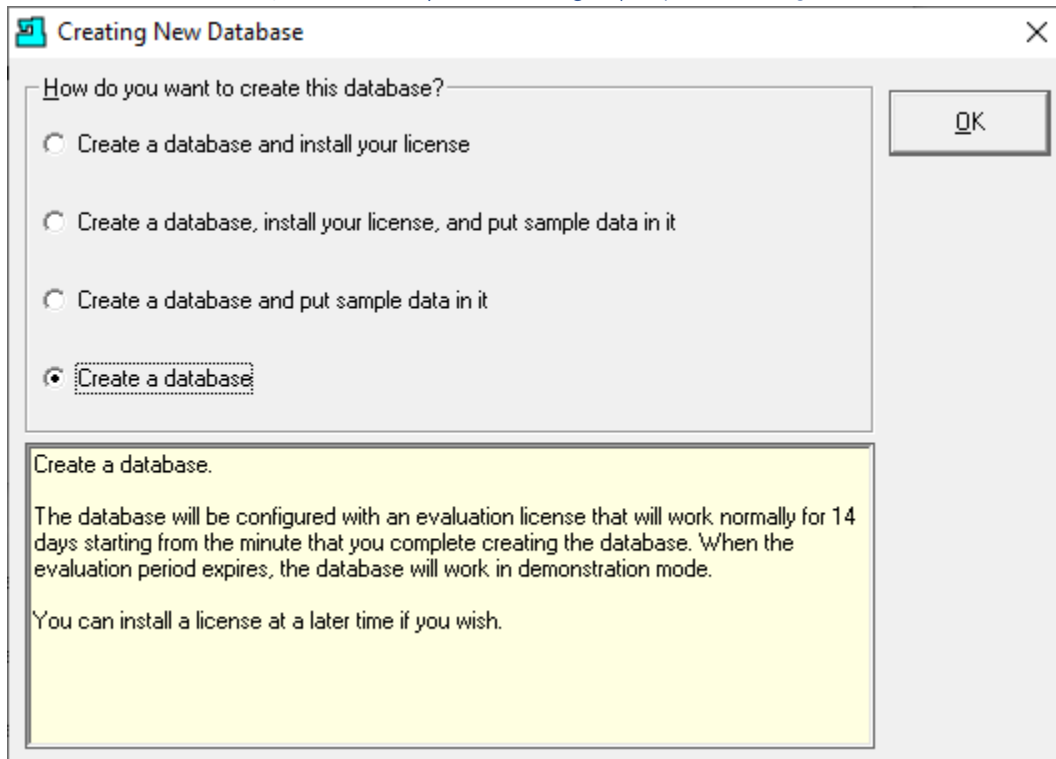 Creating New Database
How do you want to create this database?
OK
Create a database and install your license
Create a database, install your license, and put sample data in it
Create a database and put sample data in it
Create a database
Create a database.
The database will be configured with an evaluation license that will work normally for 14
days starting from the minute that you complete creating the database. When the
evaluation period expires, the database will work in demonstration mode.
You can install a license at a later time if you wish.